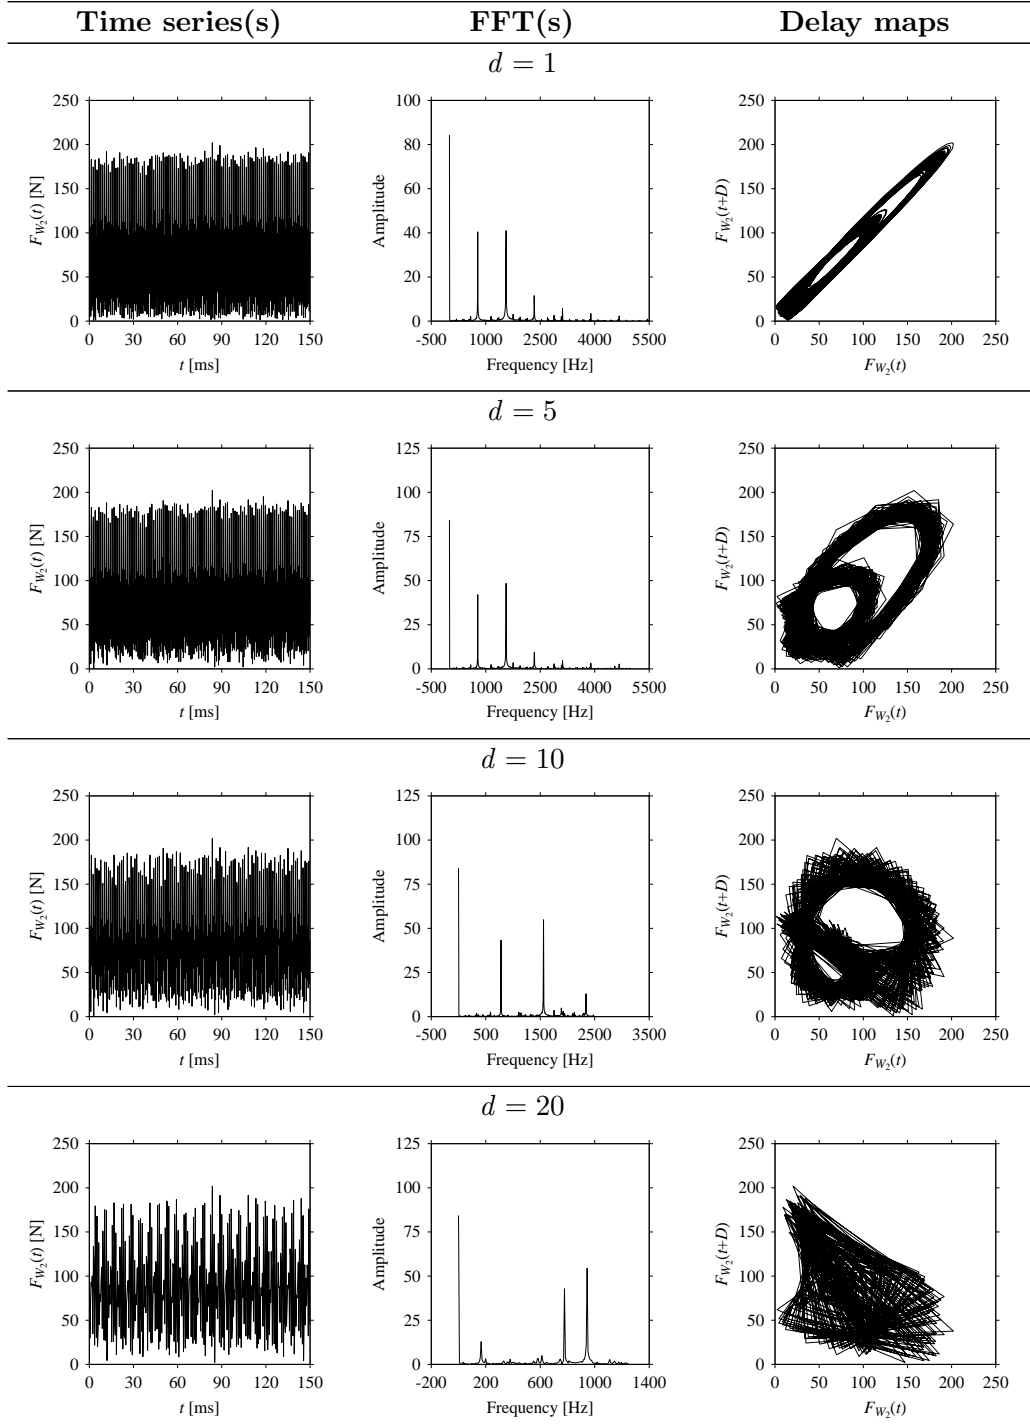 Time series(s) FFT(s) Delay maps
d = 1
250 200 150 100 50 0
F_{W_2}(t) [N]
0 30 60 90 120 150
t [ms]
100 80 60 40 20 0
Amplitude
-500 1000 2500 4000 5500
Frequency [Hz]
250 200 150 100 50 0
F_{W_2}(t+D)
0 50 100 150 200 250
F_{W_2}(t)
d = 5
250 200 150 100 50 0
F_{W_2}(t) [N]
0 30 60 90 120 150
t [ms]
125 100 75 50 25 0
Amplitude
-500 1000 2500 4000 5500
Frequency [Hz]
250 200 150 100 50 0
F_{W_2}(t+D)
0 50 100 150 200 250
F_{W_2}(t)
d = 10
250 200 150 100 50 0
F_{W_2}(t) [N]
0 30 60 90 120 150
t [ms]
125 100 75 50 25 0
Amplitude
-500 500 1500 2500 3500
Frequency [Hz]
250 200 150 100 50 0
F_{W_2}(t+D)
0 50 100 150 200 250
F_{W_2}(t)
d = 20
250 200 150 100 50 0
F_{W_2}(t) [N]
0 30 60 90 120 150
t [ms]
125 100 75 50 25 0
Amplitude
-200 200 600 1000 1400
Frequency [Hz]
250 200 150 100 50 0
F_{W_2}(t+D)
0 50 100 150 200 250
F_{W_2}(t)